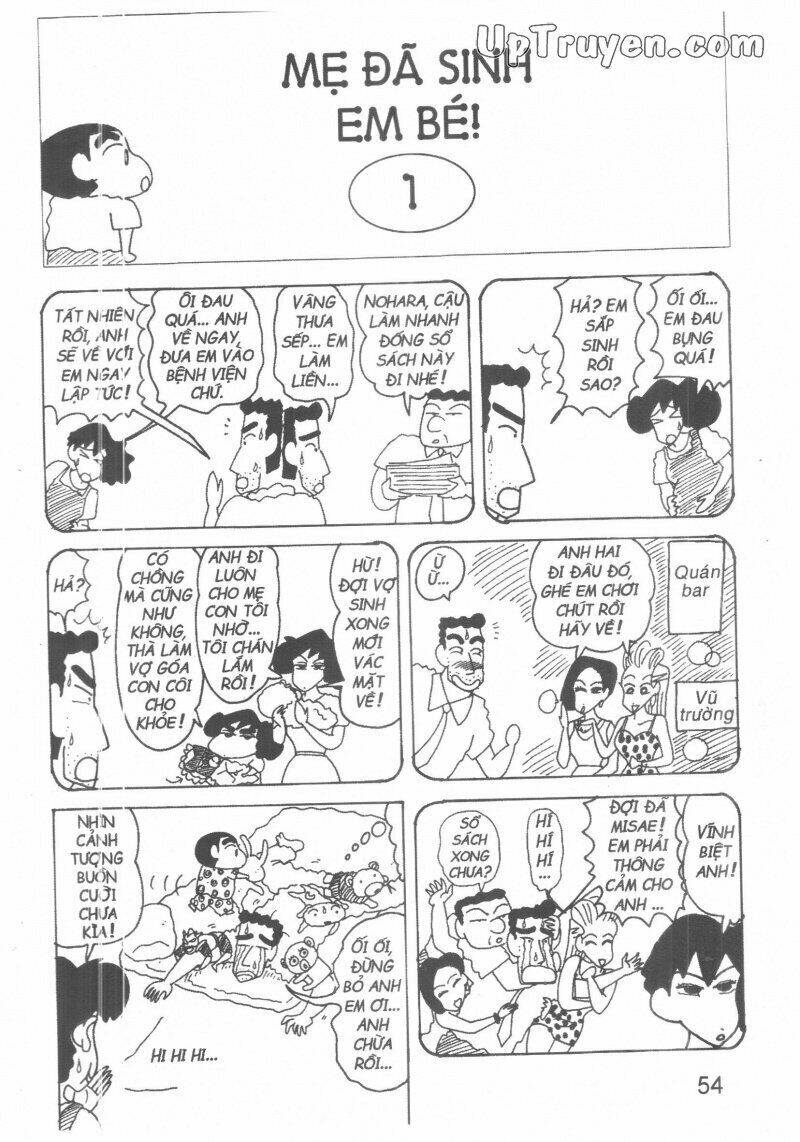 UpTruyen.com
MẸ ĐÃ SINH
EM BÉ!
1
ỐI ỐI...
EM ĐAU
BỤNG
QUÁ!
HẢ? EM
SẮP
SINH
RỒI
SAO?
NOHARA, CẬU
LÀM NHANH
ĐỐNG SỔ
SÁCH NÀY
ĐI NHÉ!
VÂNG
THƯA
SẾP... EM
LÀM
LIỀN...
ÔI ĐAU
QUÁ... ANH
VỀ NGAY,
ĐƯA EM VÀO
BỆNH VIỆN
CHỨ.
TẤT NHIÊN
RỒI, ANH
SẼ VỀ VỚI
EM NGAY
LẬP TỨC!
Quán
bar
Vũ
trường
ANH HAI
ĐI ĐÂU ĐÓ,
GHÉ EM CHƠI
CHÚT RỒI
HÃY VỀ!
Ừ
Ừ...
HỪ!
ĐỢI VỢ
SINH
XONG
MỚI
VÁC
MẶT
VỀ!
ANH ĐI
LUÔN
CHO MẸ
CON TÔI
NHỜ...
TÔI CHÁN
LẮM
RỒI!
CÓ
CHỒNG
MÀ CŨNG
NHƯ
KHÔNG,
THÀ LÀM
VỢ GÓA
CON CÔI
CHO
KHỎE!
HẢ?
VĨNH
BIỆT
ANH!
ĐỢI ĐÃ
MISAE!
EM PHẢI
THÔNG
CẢM CHO
ANH ...
HÍ
HÍ
HÍ
...
SỔ
SÁCH
XONG
CHƯA?
ỐI ỐI,
ĐỪNG
BỎ ANH
EM ƠI...
ANH
CHỪA
RỒI...
NHÌN
CẢNH
TƯỢNG
BUỒN
CƯỜI
CHƯA
KÌA!
HI HI HI...
54